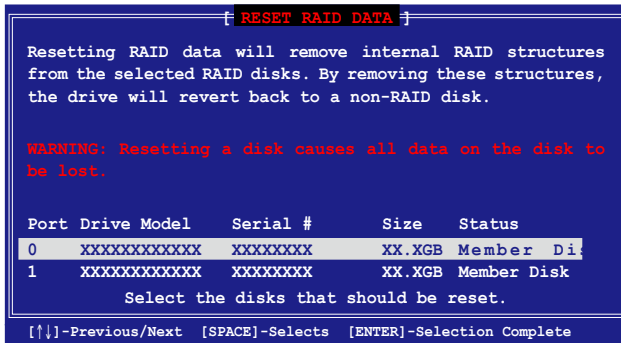 [ RESET RAID DATA ]
Resetting RAID data will remove internal RAID structures
from the selected RAID disks. By removing these structures,
the drive will revert back to a non-RAID disk.
WARNING: Resetting a disk causes all data on the disk to
be lost.
Port Drive Model Serial # Size Status
0 XXXXXXXXXXXX XXXXXXXX XX.XGB Member Dis
1 XXXXXXXXXXXX XXXXXXXX XX.XGB Member Disk
Select the disks that should be reset.
[↑↓]-Previous/Next [SPACE]-Selects [ENTER]-Selection Complete